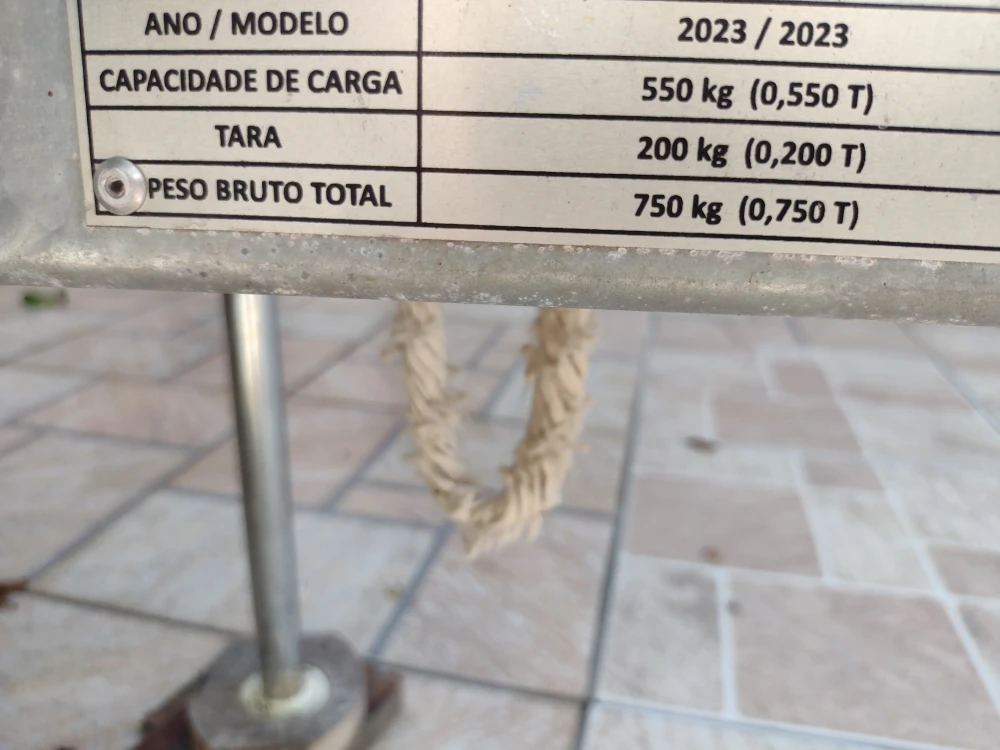 ANO / MODELO 2023 / 2023
CAPACIDADE DE CARGA 550 kg (0,550 T)
TARA 200 kg (0,200 T)
PESO BRUTO TOTAL 750 kg (0,750 T)